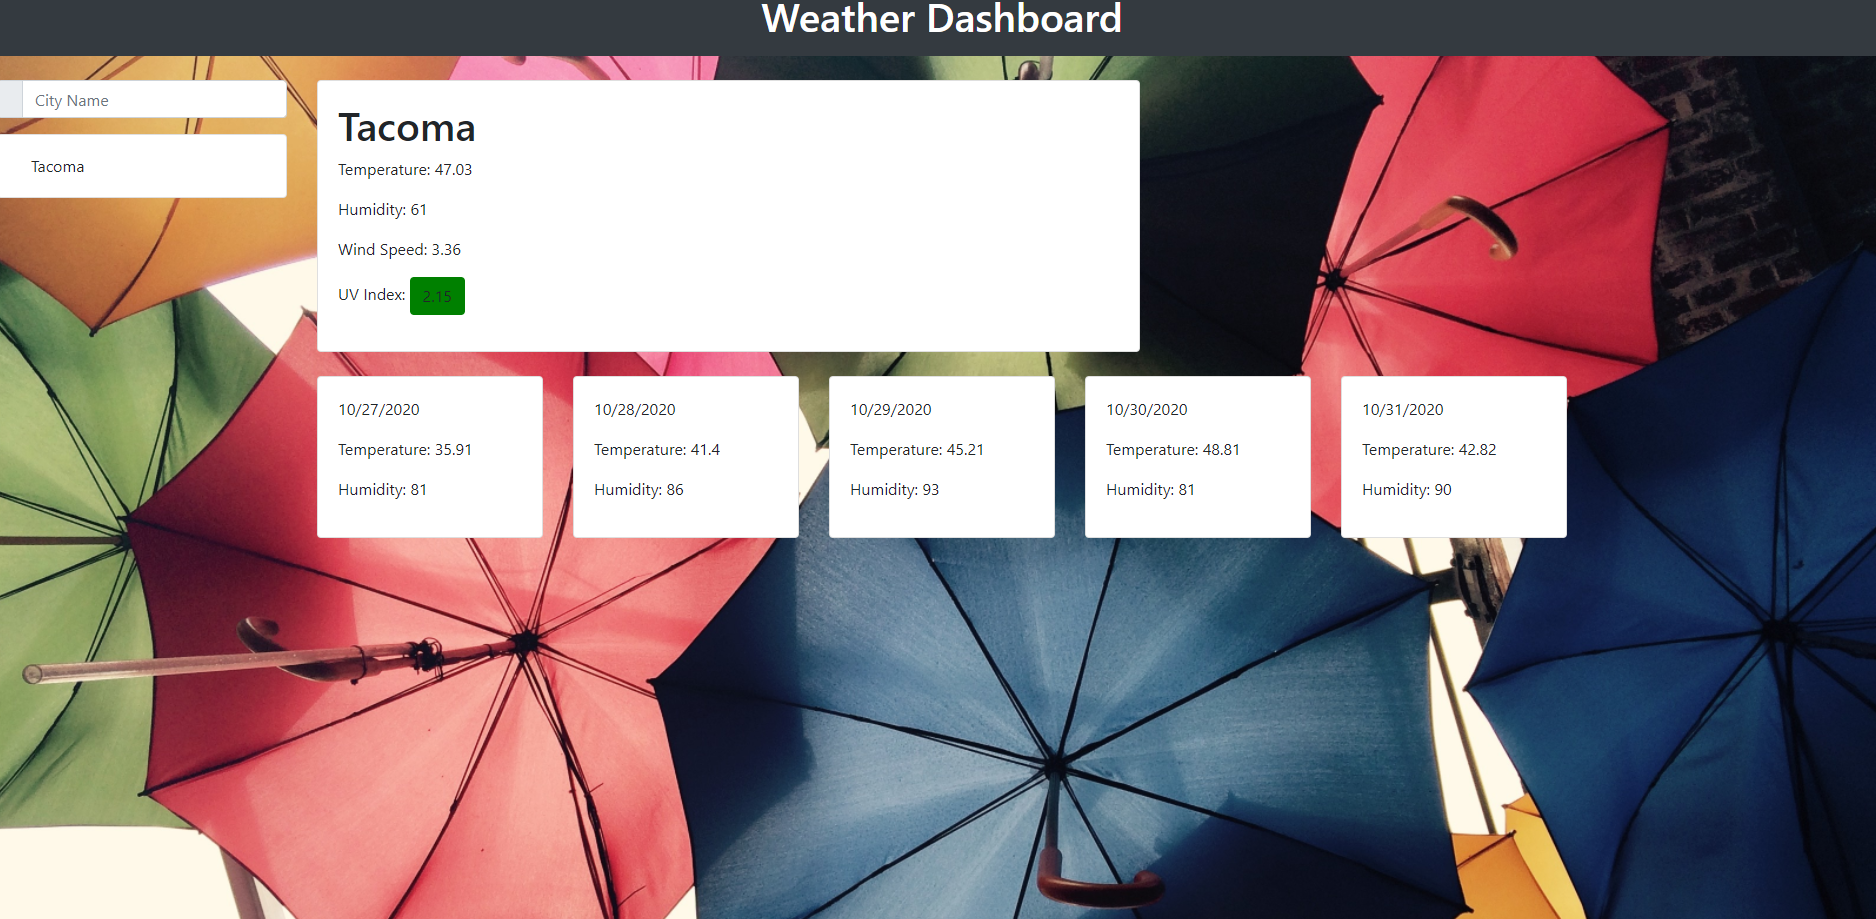 Weather Dashboard
City Name
Tacoma
Tacoma
Temperature: 47.03
Humidity: 61
Wind Speed: 3.36
UV Index: 2.15
10/27/2020
Temperature: 35.91
Humidity: 81
10/28/2020
Temperature: 41.4
Humidity: 86
10/29/2020
Temperature: 45.21
Humidity: 93
10/30/2020
Temperature: 48.81
Humidity: 81
10/31/2020
Temperature: 42.82
Humidity: 90